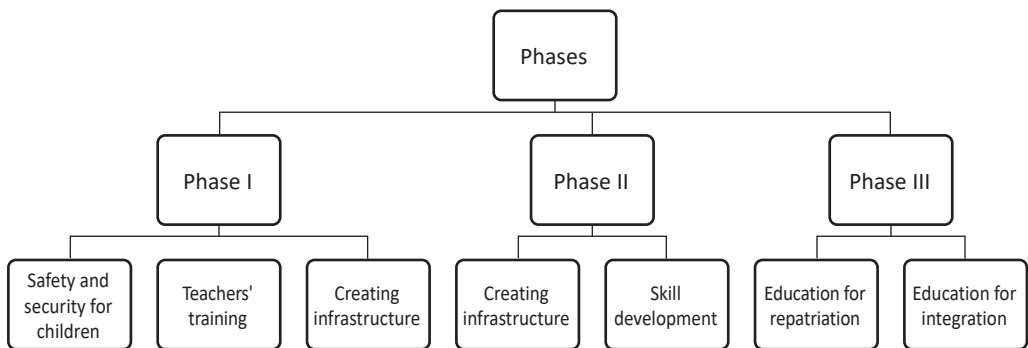 Phases
Phase I
Phase II
Phase III
Safety and
security for
children
Teachers'
training
Creating
infrastructure
Creating
infrastructure
Skill
development
Education for
repatriation
Education for
integration